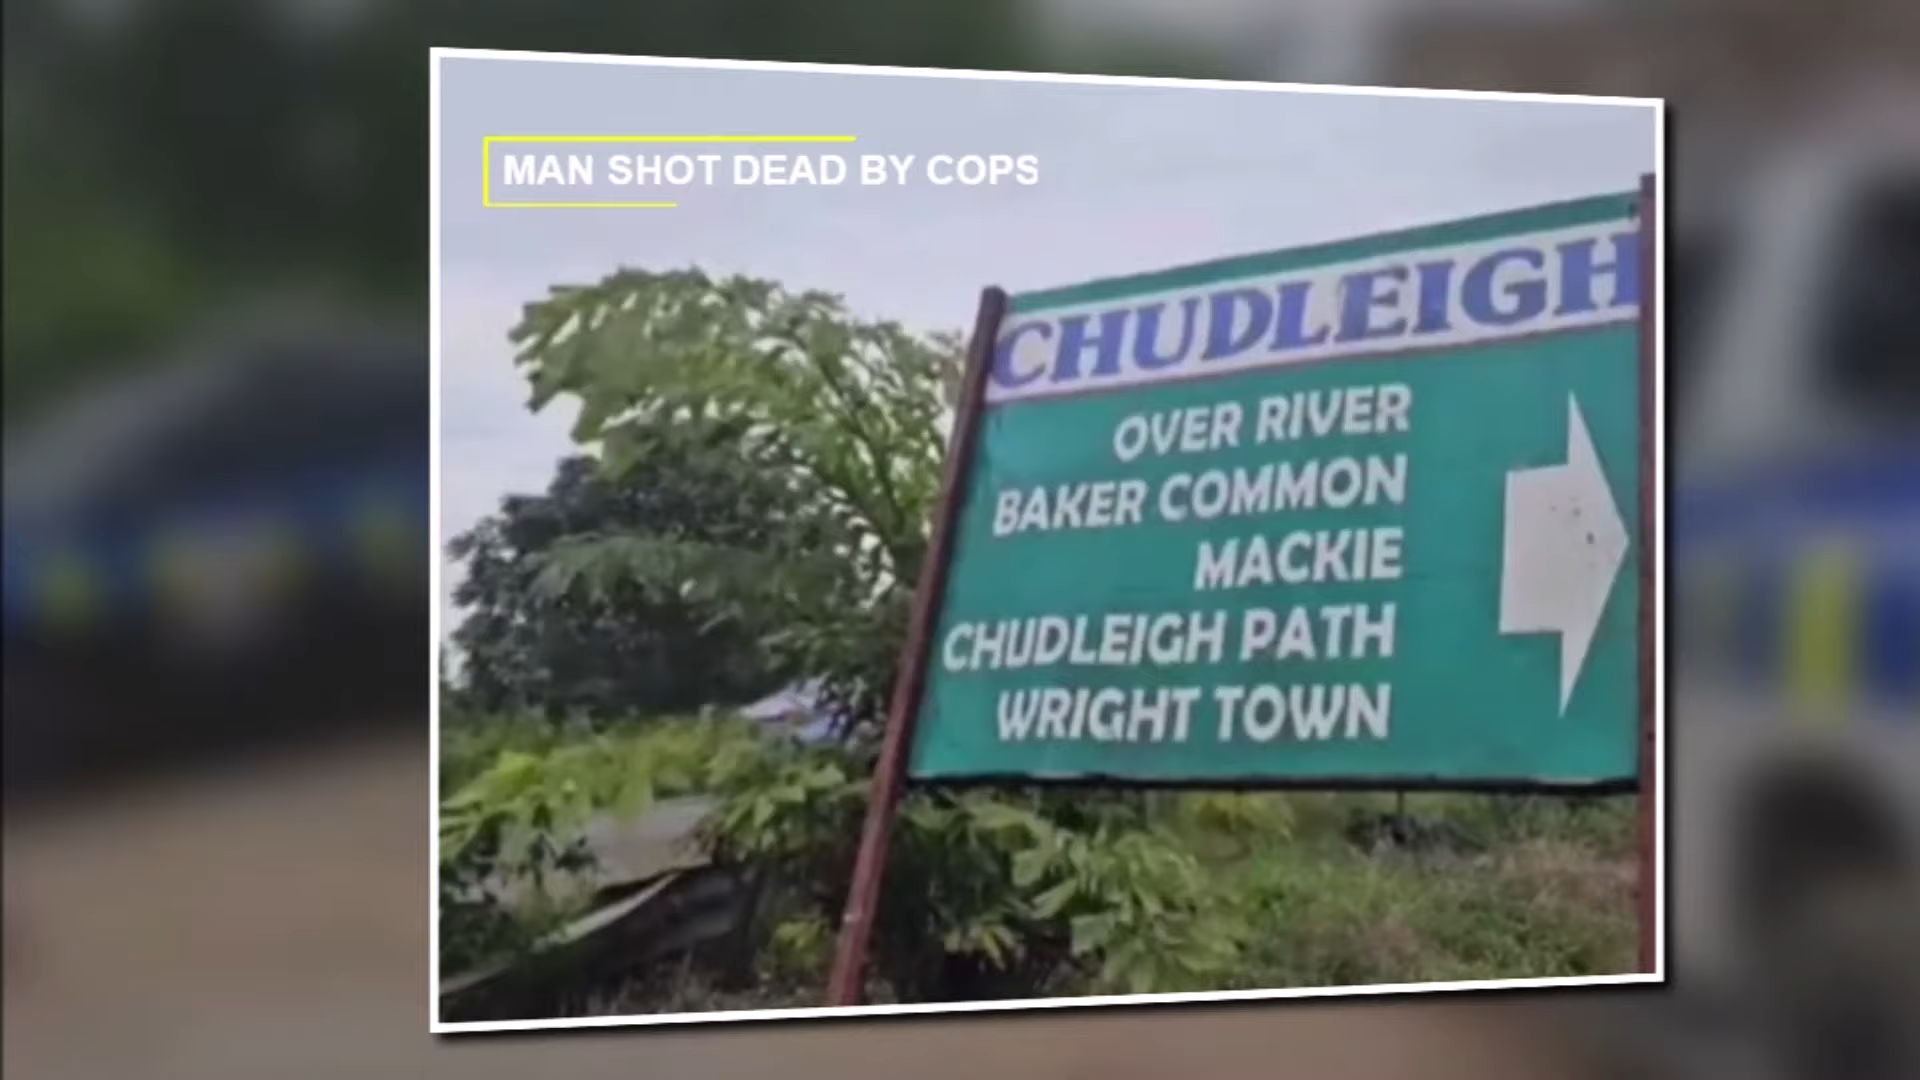 MAN SHOT DEAD BY COPS
CHUDLEIGH
OVER RIVER
BAKER COMMON
MACKIE
CHUDLEIGH PATH
WRIGHT TOWN